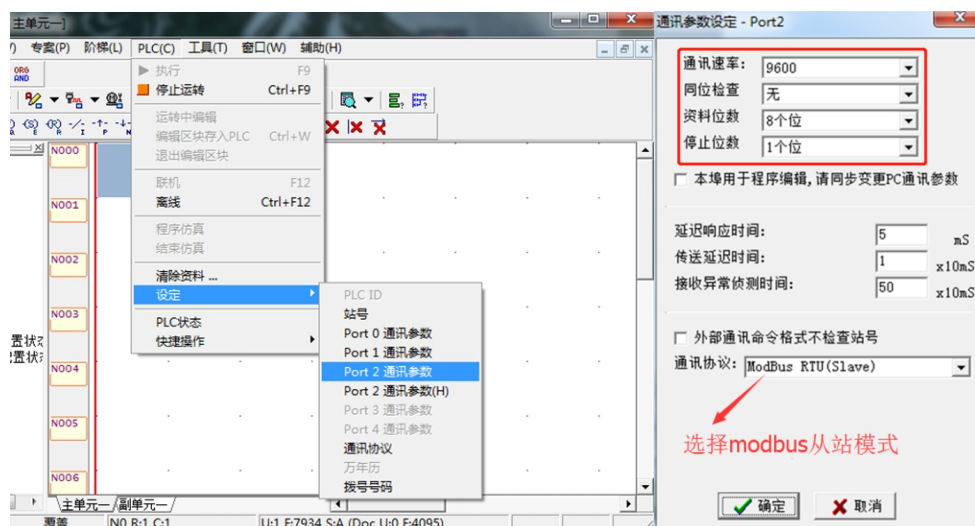 主单元一]
专案(P) 阶梯(L) PLC(C) 工具(T) 窗口(W) 辅助(H)
ORG
AND
执行 F9
停止运转 Ctrl+F9
运转中编辑
编辑区块存入PLC Ctrl+W
退出编辑区块
联机 F12
离线 Ctrl+F12
程序仿真
结束仿真
清除资料 ...
设定
PLC状态
快捷操作
PLC ID
站号
Port 0 通讯参数
Port 1 通讯参数
Port 2 通讯参数
Port 2 通讯参数(H)
Port 3 通讯参数
Port 4 通讯参数
通讯协议
万年历
拨号号码
N000
N001
N002
N003
N004
N005
N006
置状态
主单元一 副单元一
覆盖 N0 R:1 C:1 U:1 F:7934 S:A (Doc U:0 F:4095)
通讯参数设定 - Port2
通讯速率: 9600
同位检查 无
资料位数 8个位
停止位数 1个位
本埠用于程序编辑,请同步变更PC通讯参数
延迟响应时间: 5 mS
传送延迟时间: 1 x10mS
接收异常侦测时间: 50 x10mS
外部通讯命令格式不检查站号
通讯协议: ModBus RTU(Slave)
选择modbus从站模式
确定 取消